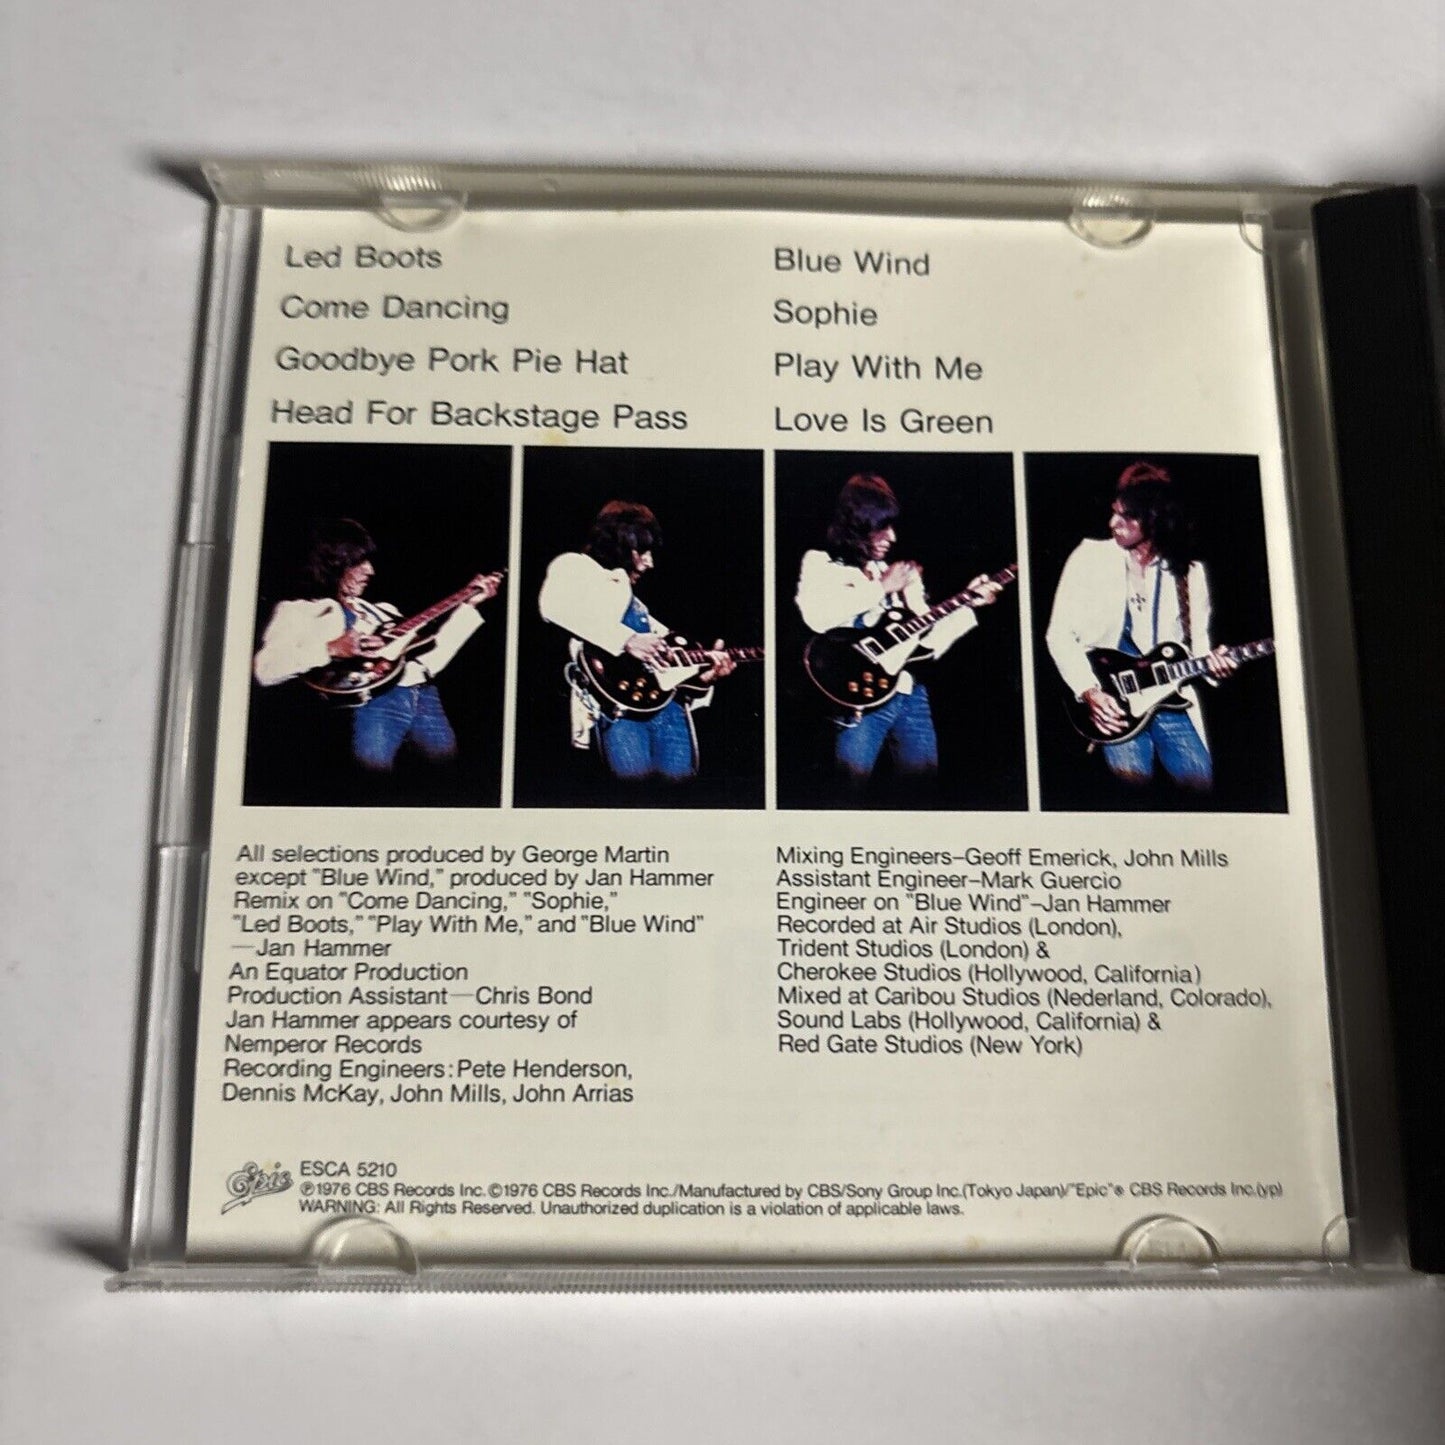 Led Boots
Come Dancing
Goodbye Pork Pie Hat
Head For Backstage Pass
Blue Wind
Sophie
Play With Me
Love Is Green
All selections produced by George Martin
except "Blue Wind," produced by Jan Hammer
Remix on "Come Dancing," "Sophie,"
"Led Boots," "Play With Me," and "Blue Wind"
—Jan Hammer
An Equator Production
Production Assistant—Chris Bond
Jan Hammer appears courtesy of
Nemperor Records
Recording Engineers: Pete Henderson,
Dennis McKay, John Mills, John Arrias
Mixing Engineers–Geoff Emerick, John Mills
Assistant Engineer–Mark Guercio
Engineer on "Blue Wind"–Jan Hammer
Recorded at Air Studios (London),
Trident Studios (London) &
Cherokee Studios (Hollywood, California)
Mixed at Caribou Studios (Nederland, Colorado),
Sound Labs (Hollywood, California) &
Red Gate Studios (New York)
Epic
ESCA 5210
℗1976 CBS Records Inc.©1976 CBS Records Inc./Manufactured by CBS/Sony Group Inc.(Tokyo Japan)/"Epic"® CBS Records Inc.(yp)
WARNING: All Rights Reserved. Unauthorized duplication is a violation of applicable laws.